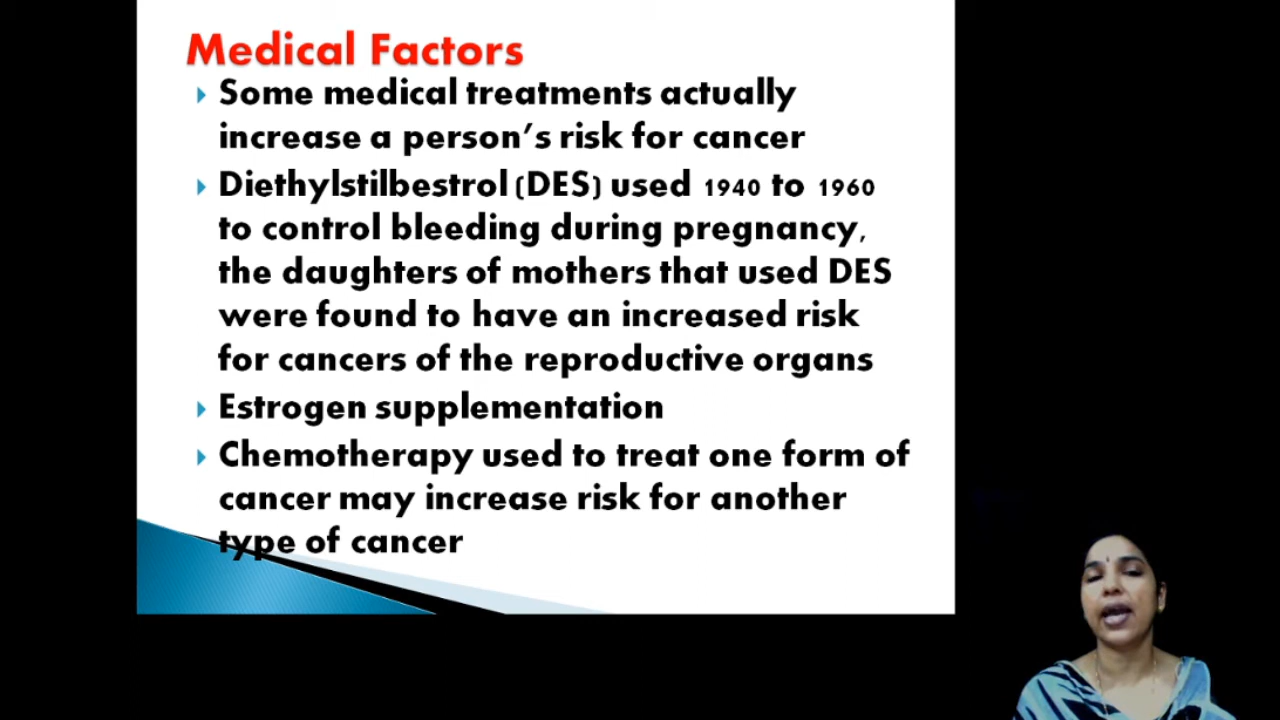 Medical Factors
Some medical treatments actually
increase a person's risk for cancer
Diethylstilbestrol (DES) used 1940 to 1960
to control bleeding during pregnancy,
the daughters of mothers that used DES
were found to have an increased risk
for cancers of the reproductive organs
Estrogen supplementation
Chemotherapy used to treat one form of
cancer may increase risk for another
type of cancer